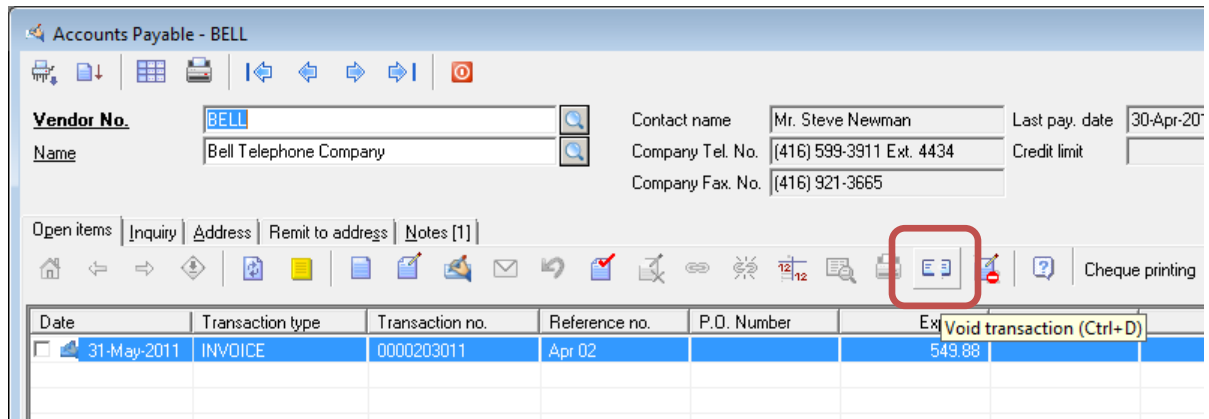 Accounts Payable - BELL
Vendor No. BELL Contact name Mr. Steve Newman Last pay. date 30-Apr-201
Name Bell Telephone Company Company Tel. No. (416) 599-3911 Ext. 4434 Credit limit
Company Fax. No. (416) 921-3665
Open items Inquiry Address Remit to address Notes [1]
Cheque printing
Date Transaction type Transaction no. Reference no. P.O. Number
Void transaction (Ctrl+D)
31-May-2011 INVOICE 0000203011 Apr 02 549.88